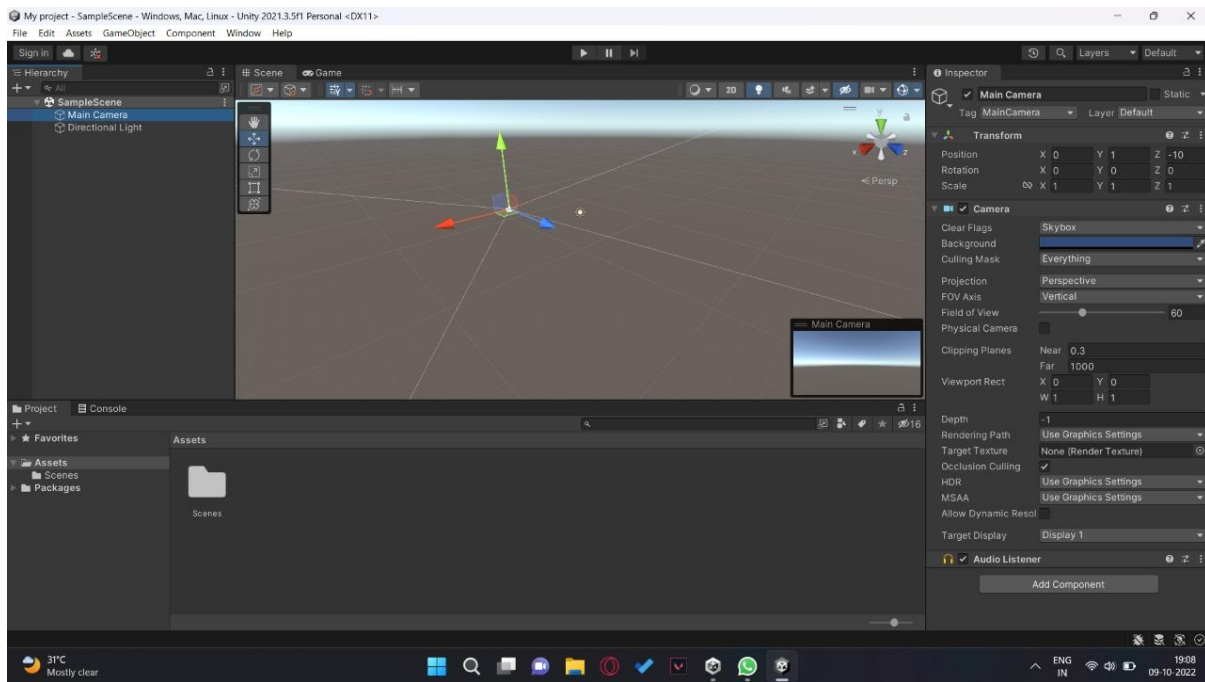 My project - SampleScene - Windows, Mac, Linux - Unity 2021.3.5f1 Personal <DX11>
File Edit Assets GameObject Component Window Help
Sign in
Layers Default
Hierarchy
Scene Game
Inspector
All
2D
SampleScene
Main Camera
Directional Light
y
x
z
Persp
Main Camera
Main Camera Static
Tag MainCamera Layer Default
Transform
Position X 0 Y 1 Z -10
Rotation X 0 Y 0 Z 0
Scale X 1 Y 1 Z 1
Camera
Clear Flags Skybox
Background
Culling Mask Everything
Projection Perspective
FOV Axis Vertical
Field of View 60
Physical Camera
Clipping Planes Near 0.3
Far 1000
Viewport Rect X 0 Y 0
W 1 H 1
Depth -1
Rendering Path Use Graphics Settings
Target Texture None (Render Texture)
Occlusion Culling
HDR Use Graphics Settings
MSAA Use Graphics Settings
Allow Dynamic Resol
Target Display Display 1
Audio Listener
Add Component
Project Console
16
Favorites
Assets
Scenes
Packages
Assets
Scenes
31°C
Mostly clear
ENG
IN
19:08
09-10-2022